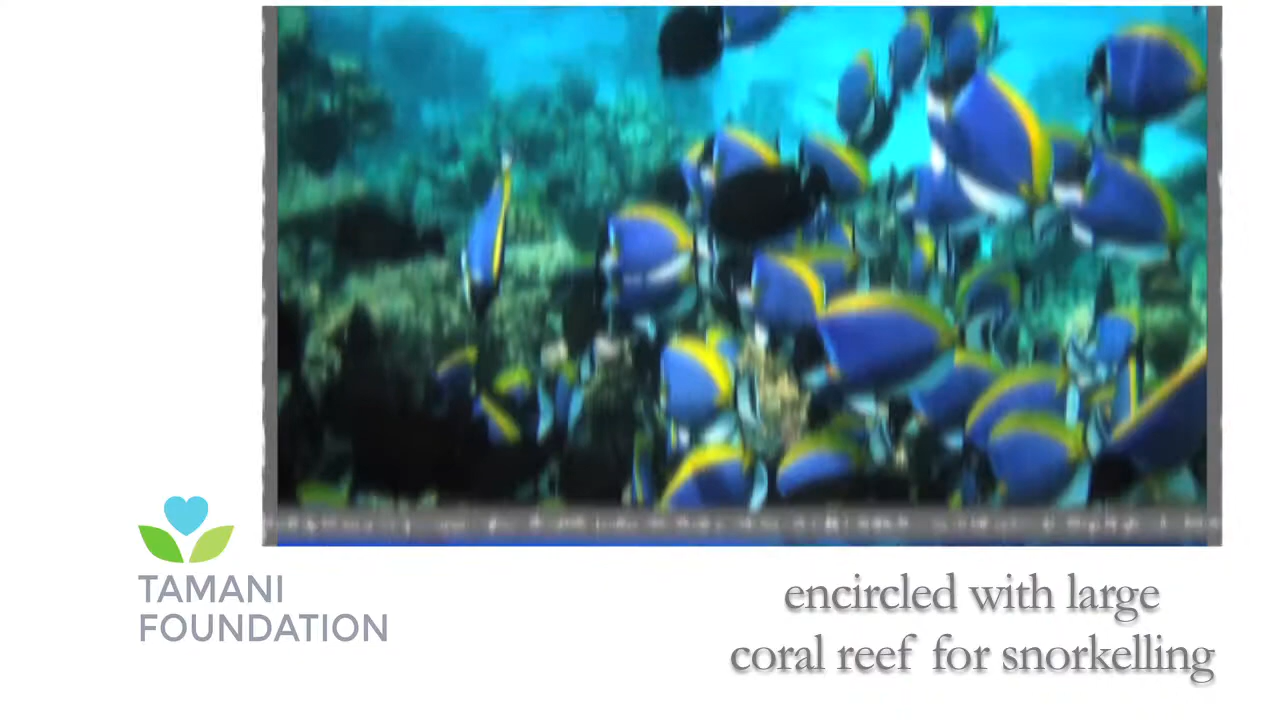 TAMANI
FOUNDATION
encircled with large
coral reef for snorkelling